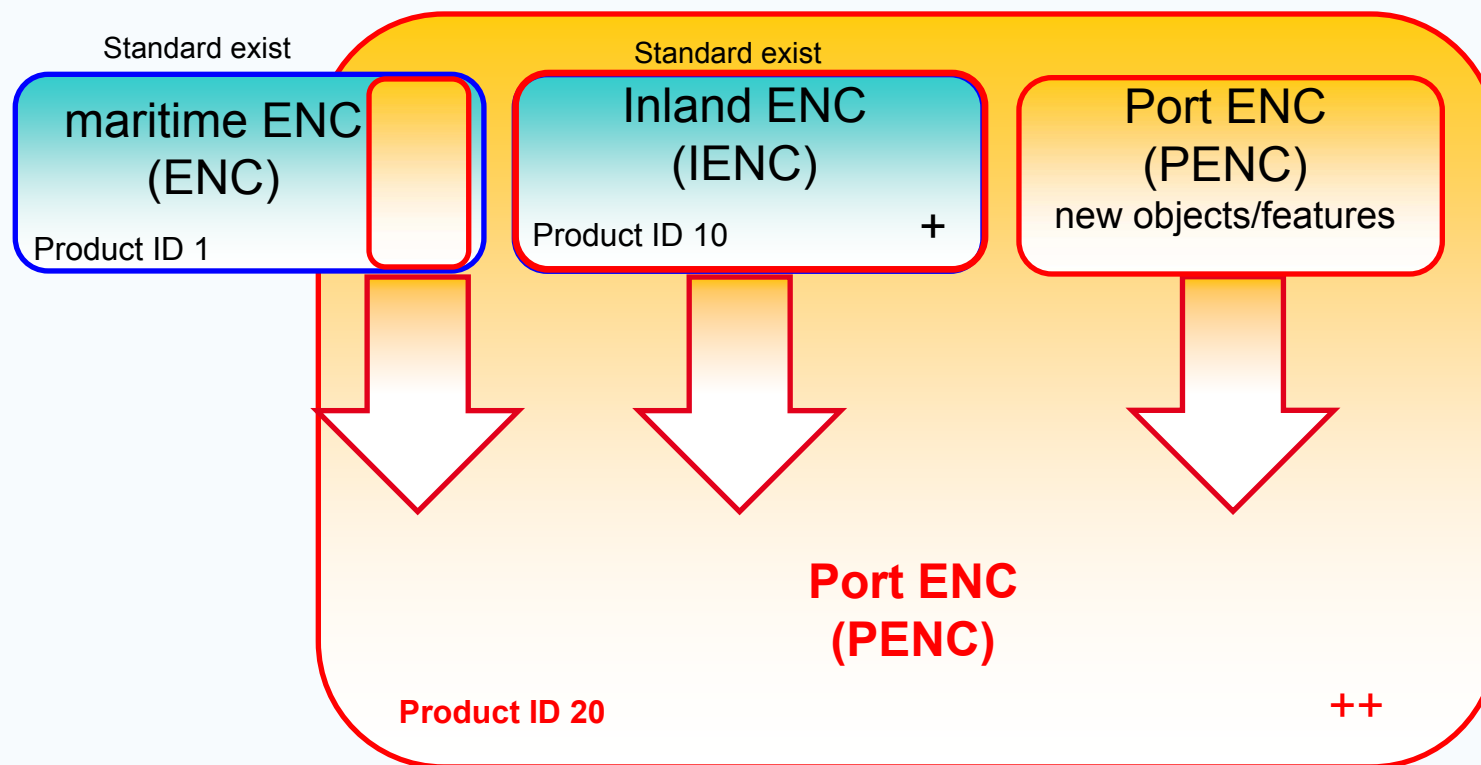 Standard exist
maritime ENC
(ENC)
Product ID 1
Standard exist
Inland ENC
(IENC)
Product ID 10
+
Port ENC
(PENC)
new objects/features
Port ENC
(PENC)
Product ID 20
++